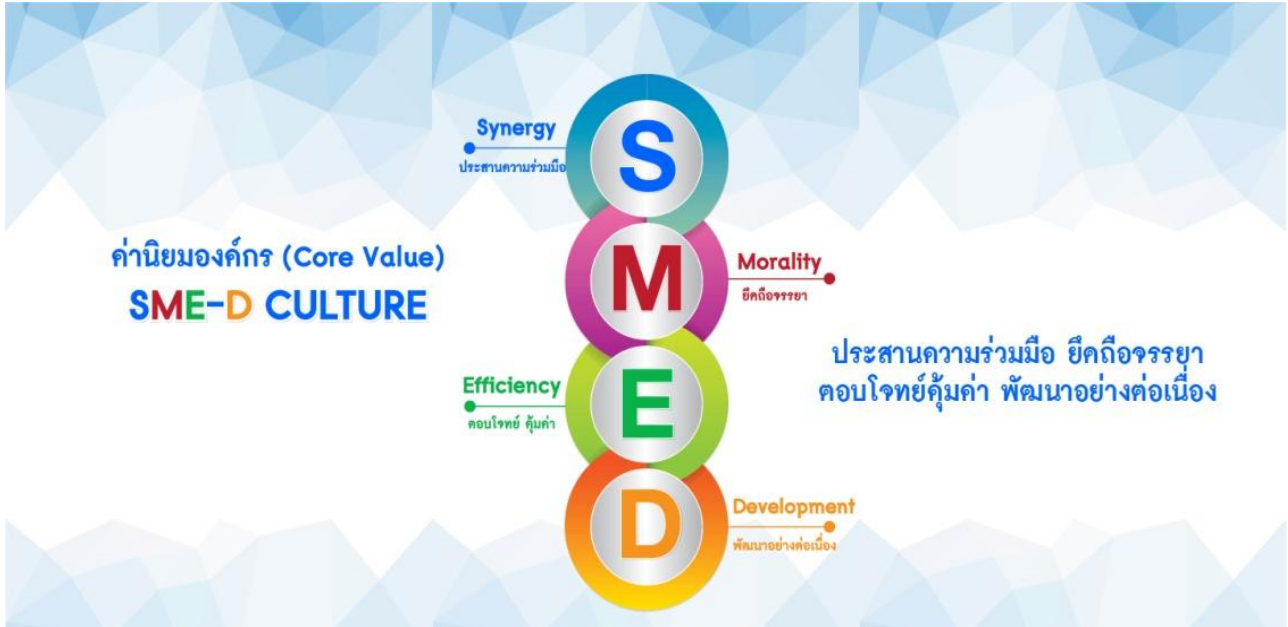 ค่านิยมองค์กร (Core Value)
SME-D CULTURE
Synergy
ประสานความร่วมมือ
S
M
Morality
ยึดถือจรรยา
Efficiency
ตอบโจทย์ คุ้มค่า
E
D
Development
พัฒนาอย่างต่อเนื่อง
ประสานความร่วมมือ ยึดถือจรรยา
ตอบโจทย์คุ้มค่า พัฒนาอย่างต่อเนื่อง